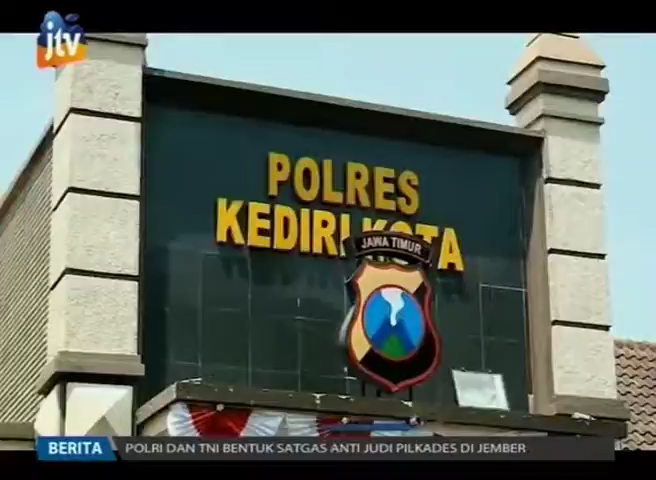 jtv
POLRES
KEDIRI KOTA
JAWA TIMUR
BERITA
POLRI DAN TNI BENTUK SATGAS ANTI JUDI PILKADES DI JEMBER